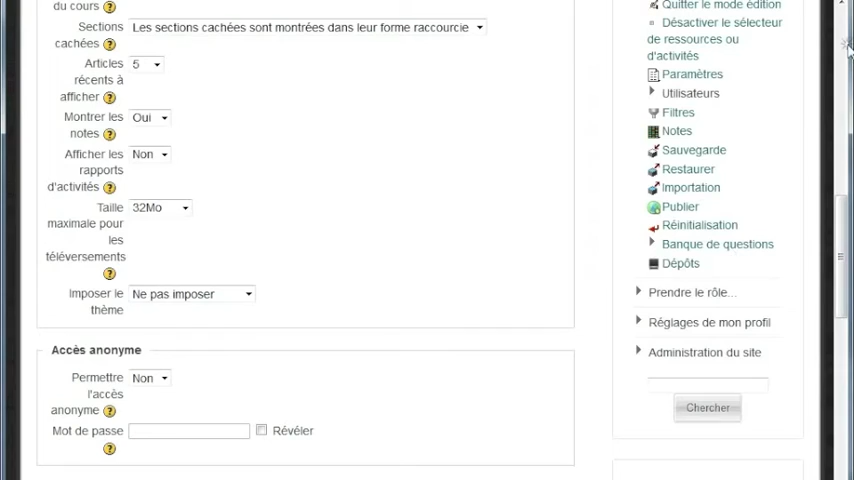 du cours
Sections
cachées
Les sections cachées sont montrées dans leur forme raccourcie
Articles
récents à
afficher
5
Montrer les
notes
Oui
Afficher les
rapports
d'activités
Non
Taille
maximale pour
les
téléversements
32Mo
Imposer le
thème
Ne pas imposer
Accès anonyme
Permettre
l'accès
anonyme
Non
Mot de passe
Révéler
Quitter le mode édition
Désactiver le sélecteur
de ressources ou
d'activités
Paramètres
Utilisateurs
Filtres
Notes
Sauvegarde
Restaurer
Importation
Publier
Réinitialisation
Banque de questions
Dépôts
Prendre le rôle...
Réglages de mon profil
Administration du site
Chercher